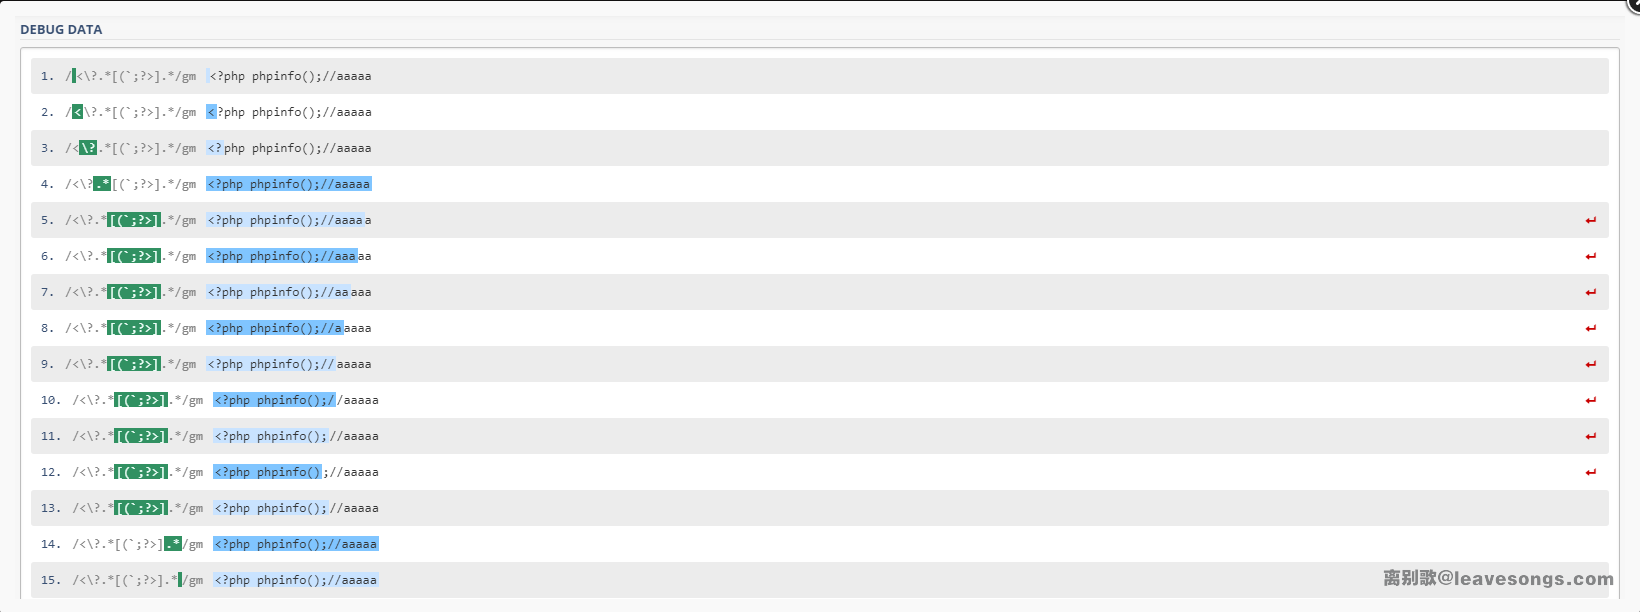 DEBUG DATA
1. /<\?.*[(`;?>].*/gm <?php phpinfo();//aaaaa
2. /<\?.*[(`;?>].*/gm <?php phpinfo();//aaaaa
3. /<\?.*[(`;?>].*/gm <?php phpinfo();//aaaaa
4. /<\?.*[(`;?>].*/gm <?php phpinfo();//aaaaa
5. /<\?.*[(`;?>].*/gm <?php phpinfo();//aaaaa ↵
6. /<\?.*[(`;?>].*/gm <?php phpinfo();//aaaaa ↵
7. /<\?.*[(`;?>].*/gm <?php phpinfo();//aaaaa ↵
8. /<\?.*[(`;?>].*/gm <?php phpinfo();//aaaaa ↵
9. /<\?.*[(`;?>].*/gm <?php phpinfo();//aaaaa ↵
10. /<\?.*[(`;?>].*/gm <?php phpinfo();//aaaaa ↵
11. /<\?.*[(`;?>].*/gm <?php phpinfo();//aaaaa ↵
12. /<\?.*[(`;?>].*/gm <?php phpinfo();//aaaaa ↵
13. /<\?.*[(`;?>].*/gm <?php phpinfo();//aaaaa
14. /<\?.*[(`;?>].*/gm <?php phpinfo();//aaaaa
15. /<\?.*[(`;?>].*/gm <?php phpinfo();//aaaaa
离别歌@leavesongs.com